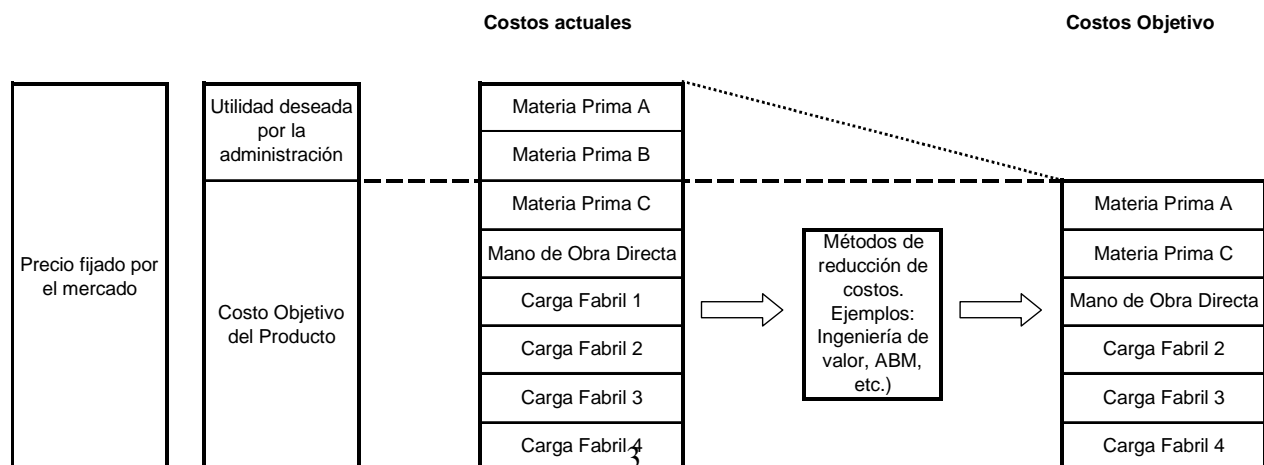 Costos actuales
Costos Objetivo
Precio fijado por
el mercado
Utilidad deseada
por la
administración
Costo Objetivo
del Producto
Materia Prima A
Materia Prima B
Materia Prima C
Mano de Obra Directa
Carga Fabril 1
Carga Fabril 2
Carga Fabril 3
Carga Fabril 4
3
Métodos de
reducción de
costos.
Ejemplos:
Ingeniería de
valor, ABM,
etc.)
Materia Prima A
Materia Prima C
Mano de Obra Directa
Carga Fabril 2
Carga Fabril 3
Carga Fabril 4